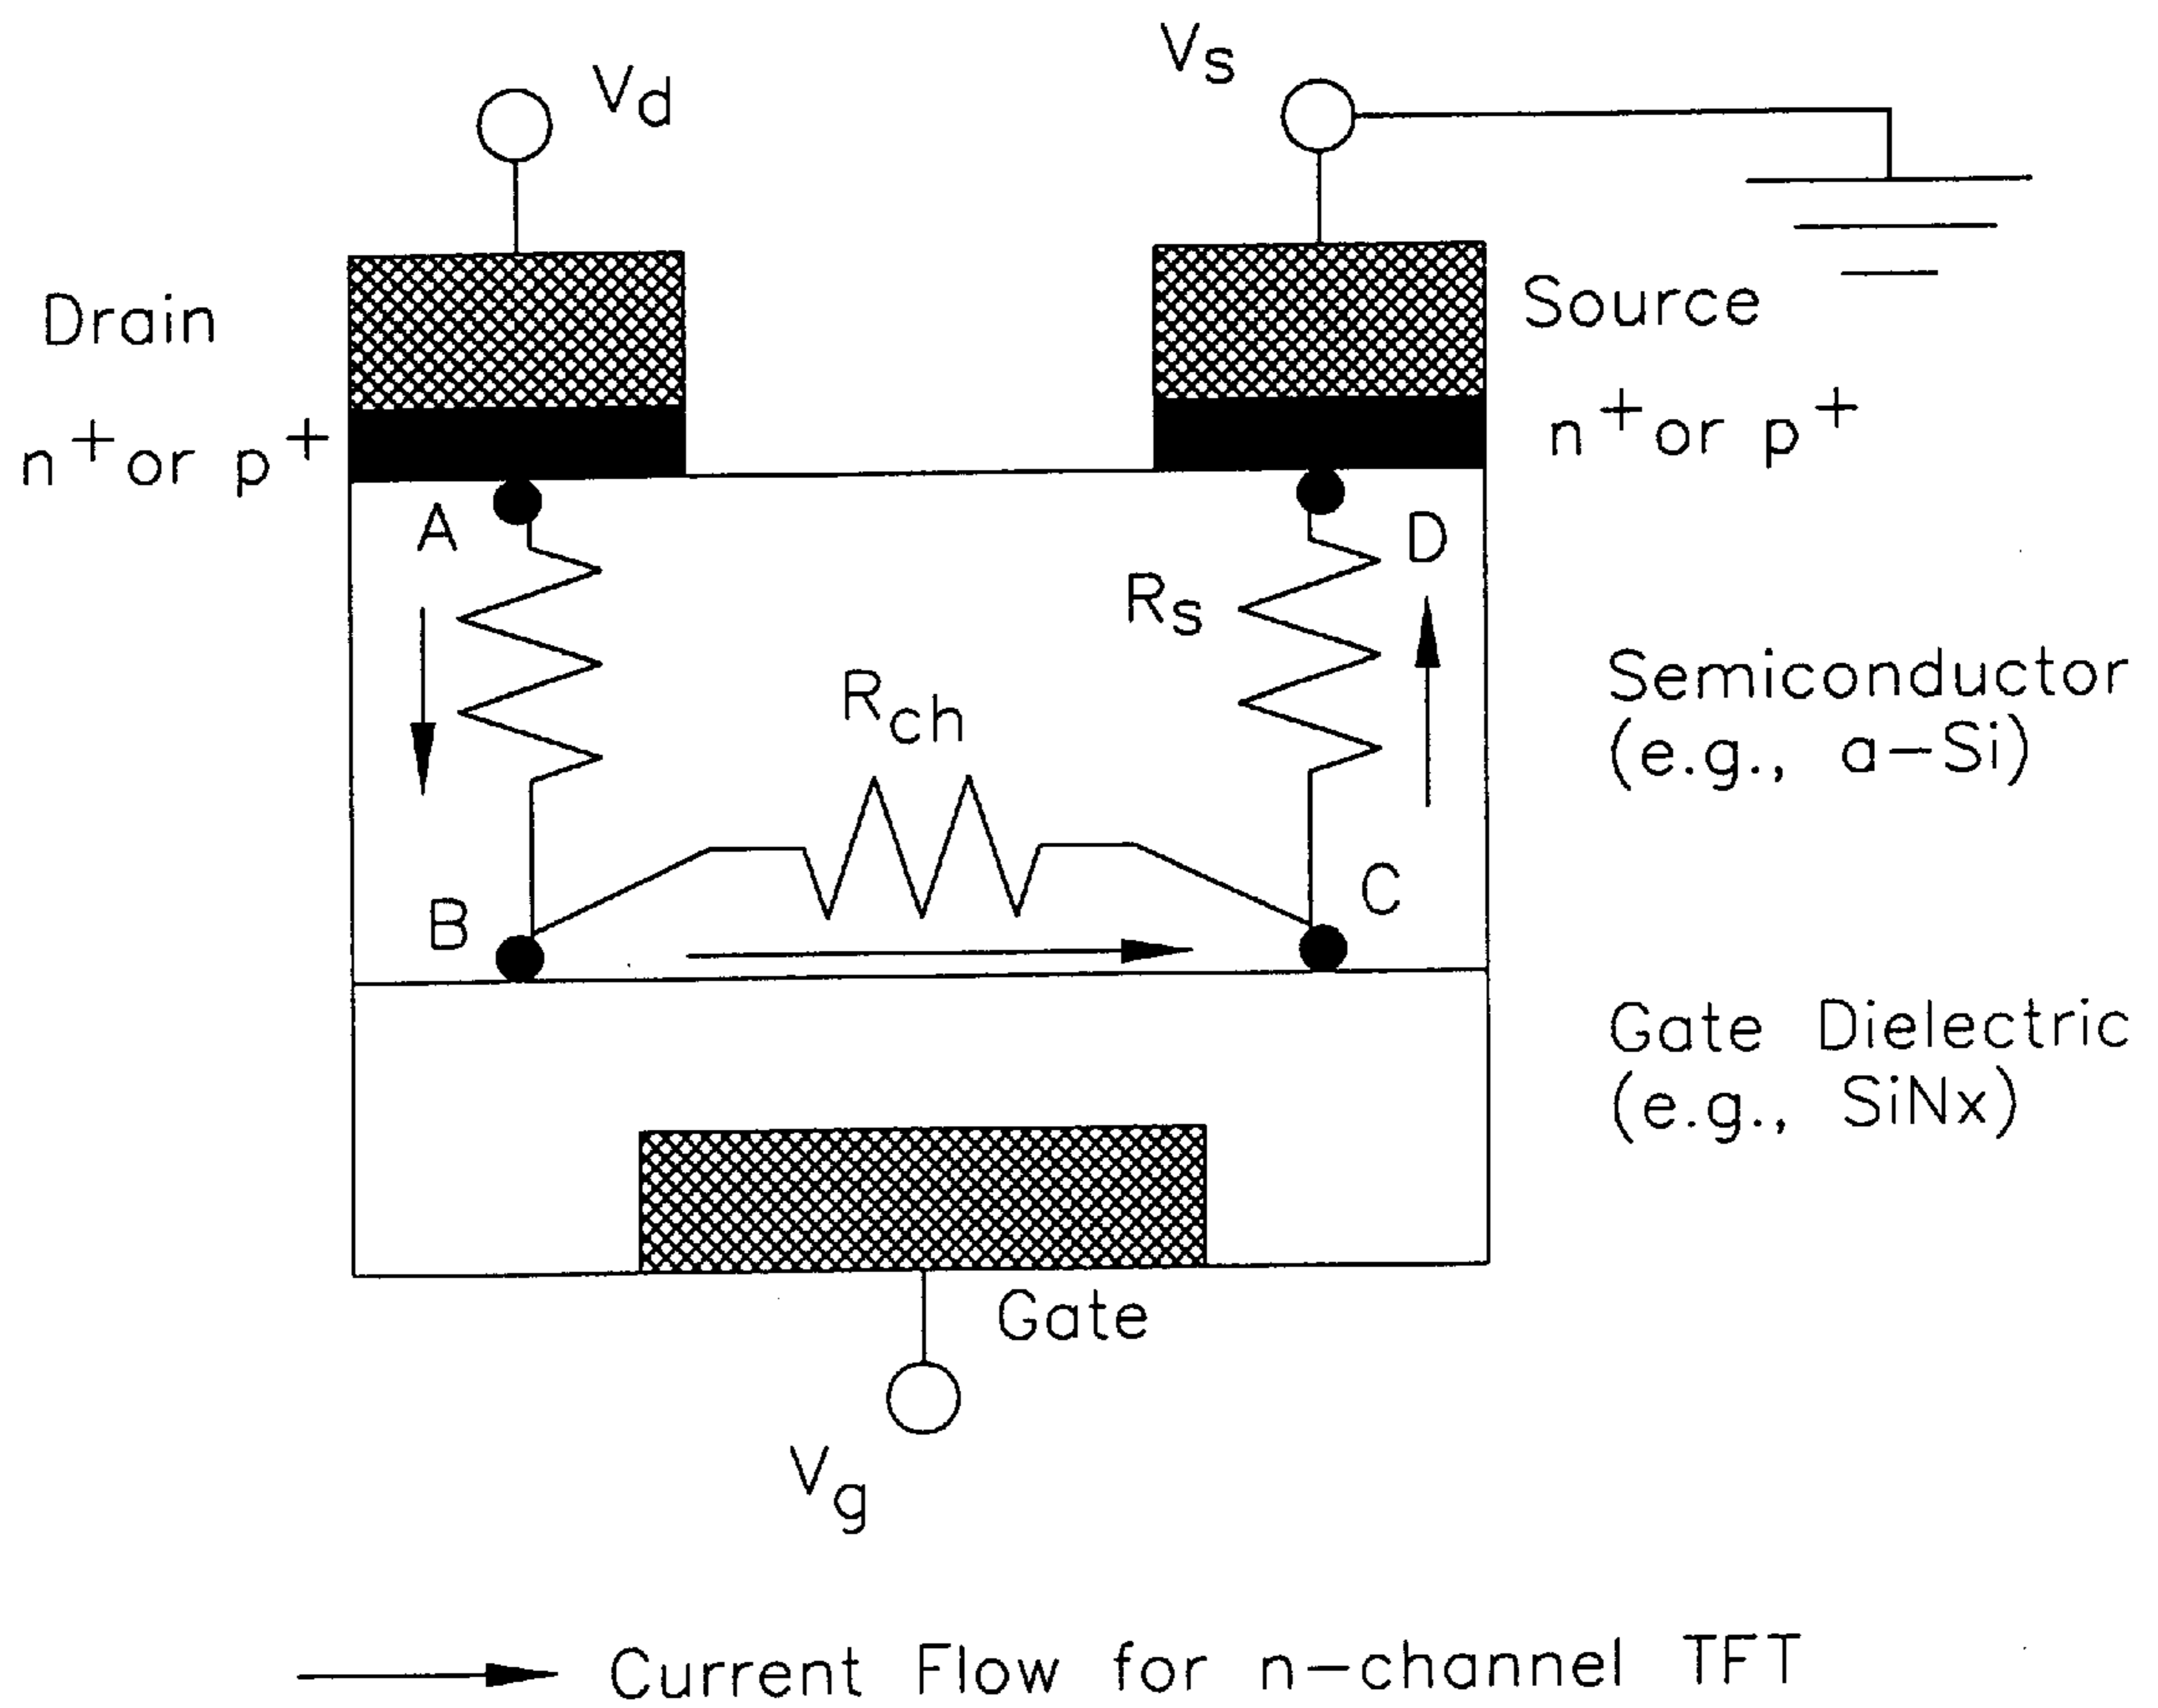 Vd
Vs
Drain
Source
n+ or p+
n+ or p+
A
D
Rs
Rch
Semiconductor
(e.g., a-Si)
B
C
Gate Dielectric
(e.g., SiNx)
Gate
Vg
Current Flow for n-channel TFT